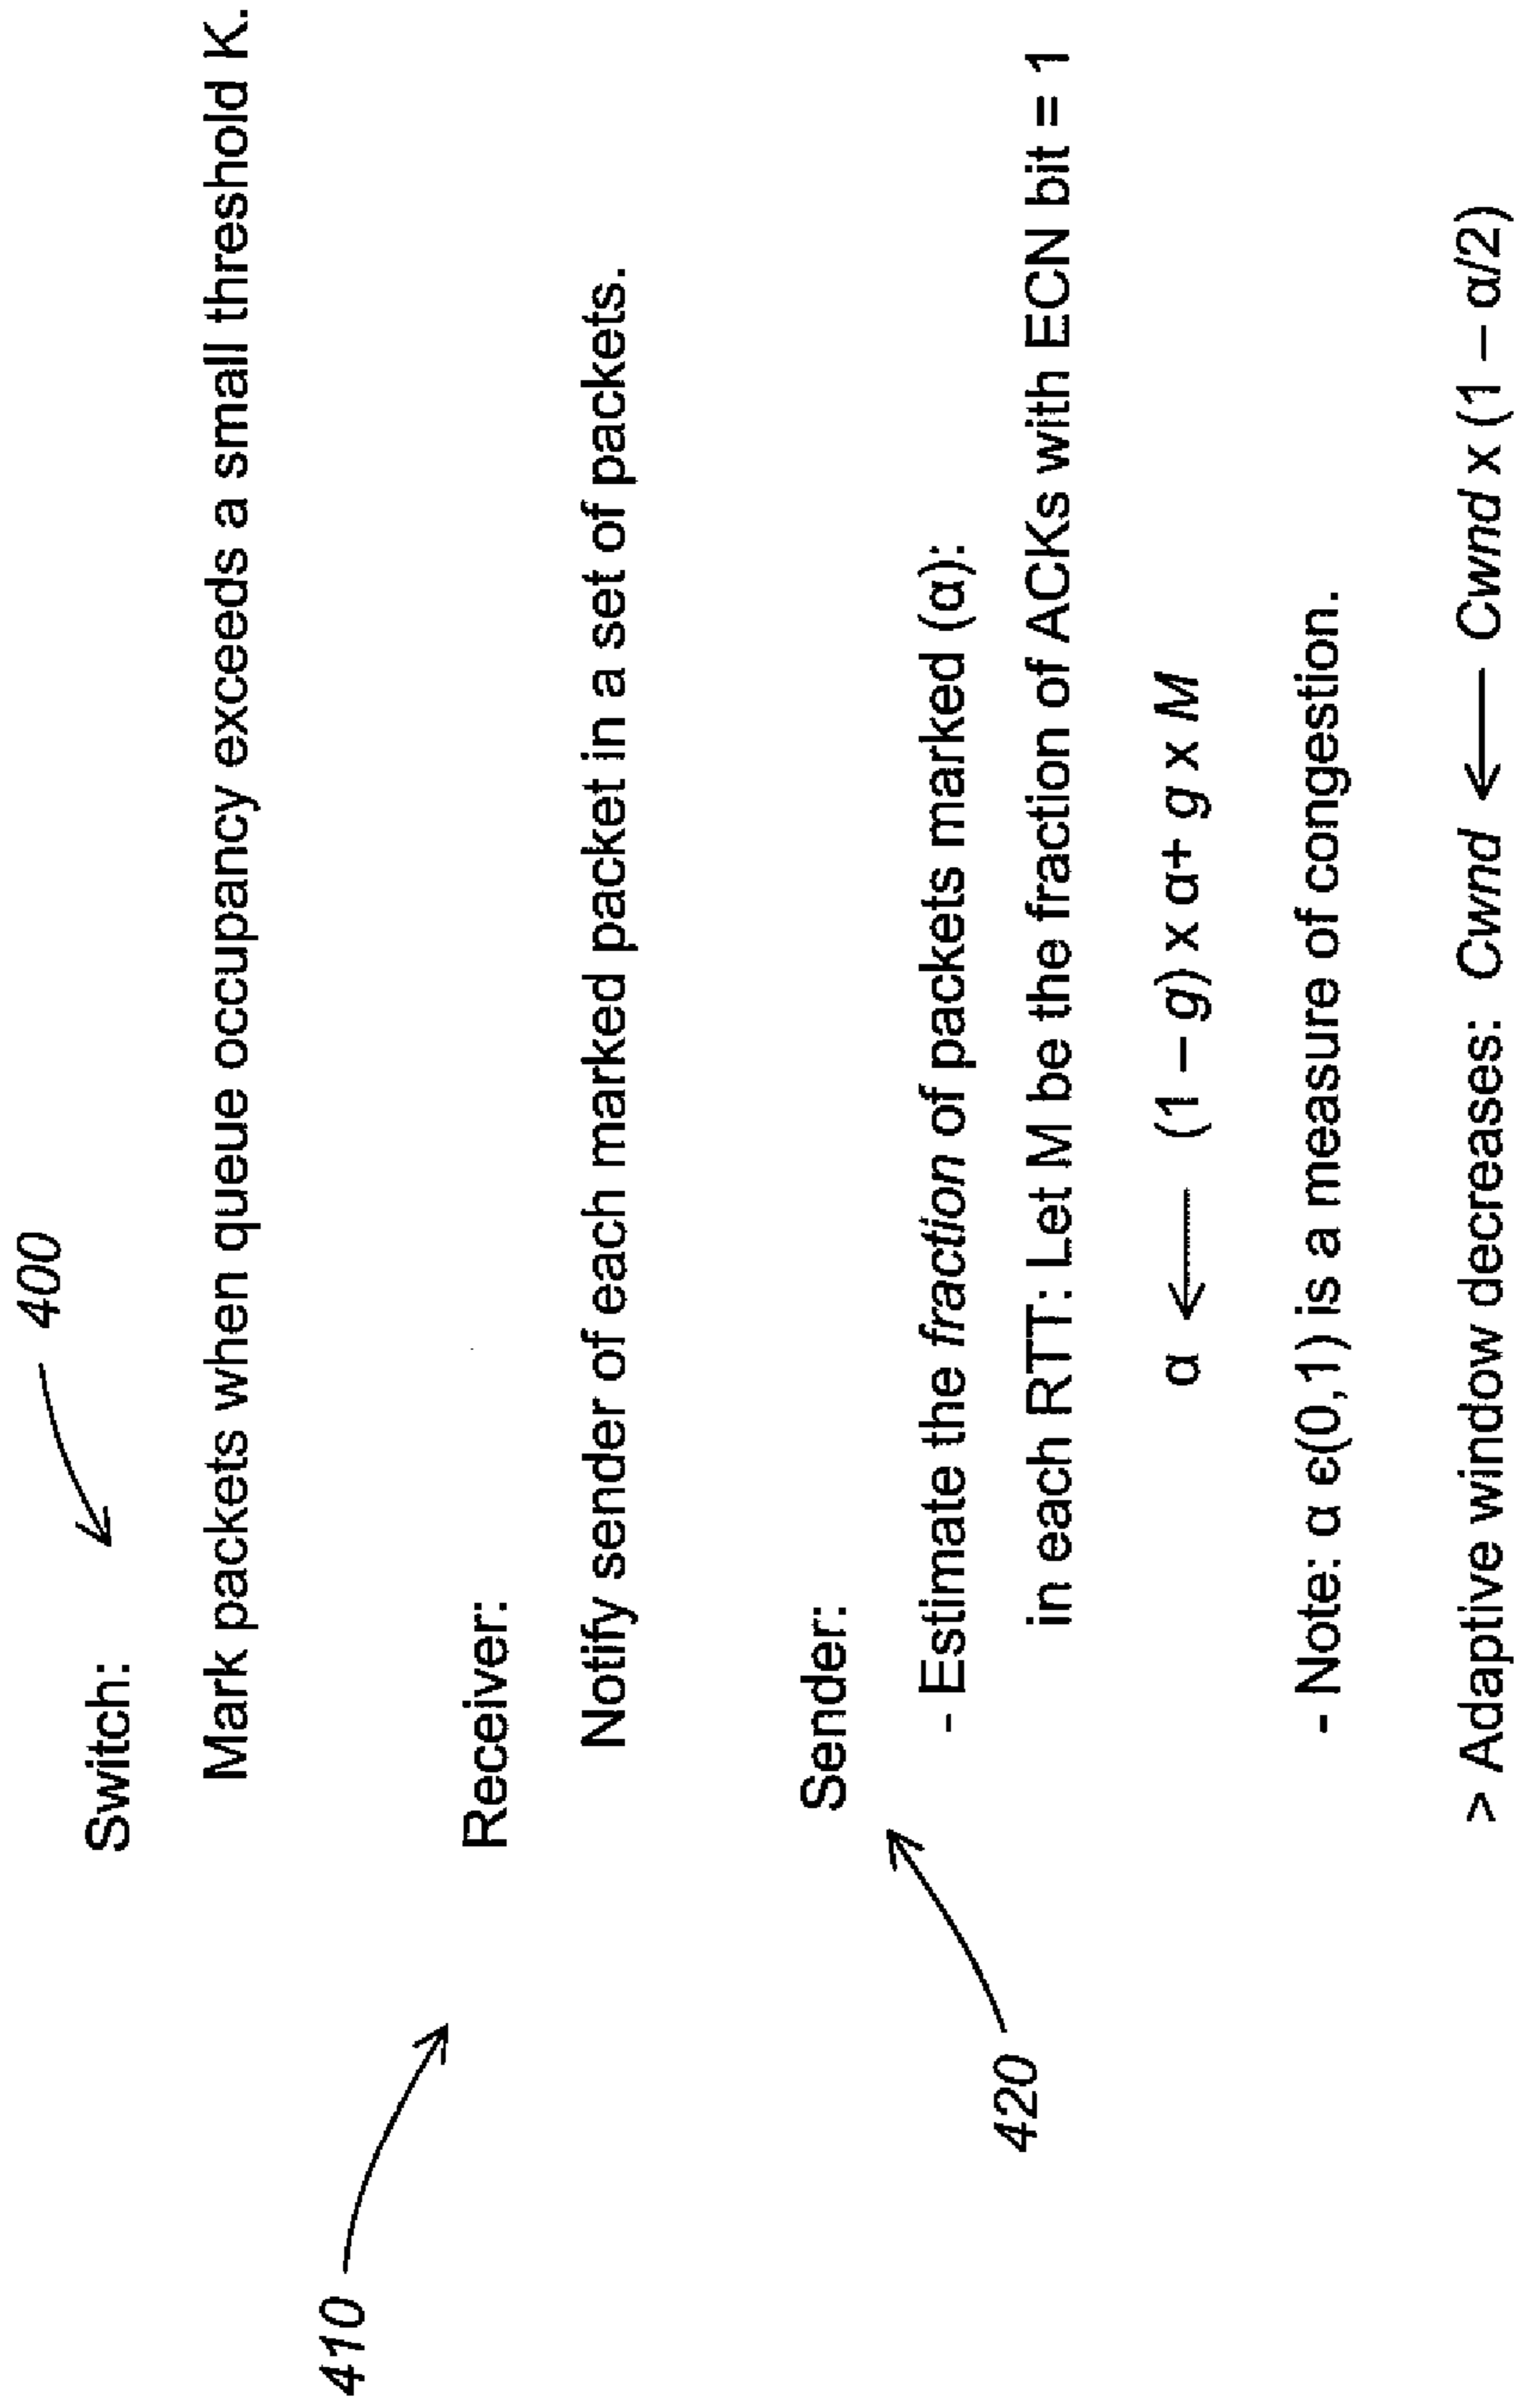 400
Switch:
Mark packets when queue occupancy exceeds a small threshold K.
410
Receiver:
Notify sender of each marked packet in a set of packets.
Sender:
420
- Estimate the fraction of packets marked (α):
in each RTT: Let M be the fraction of ACKs with ECN bit = 1
α ← (1 – g) x α+ g x M
- Note: α ϵ(0,1) is a measure of congestion.
> Adaptive window decreases: Cwnd ← Cwnd x (1 – α/2)